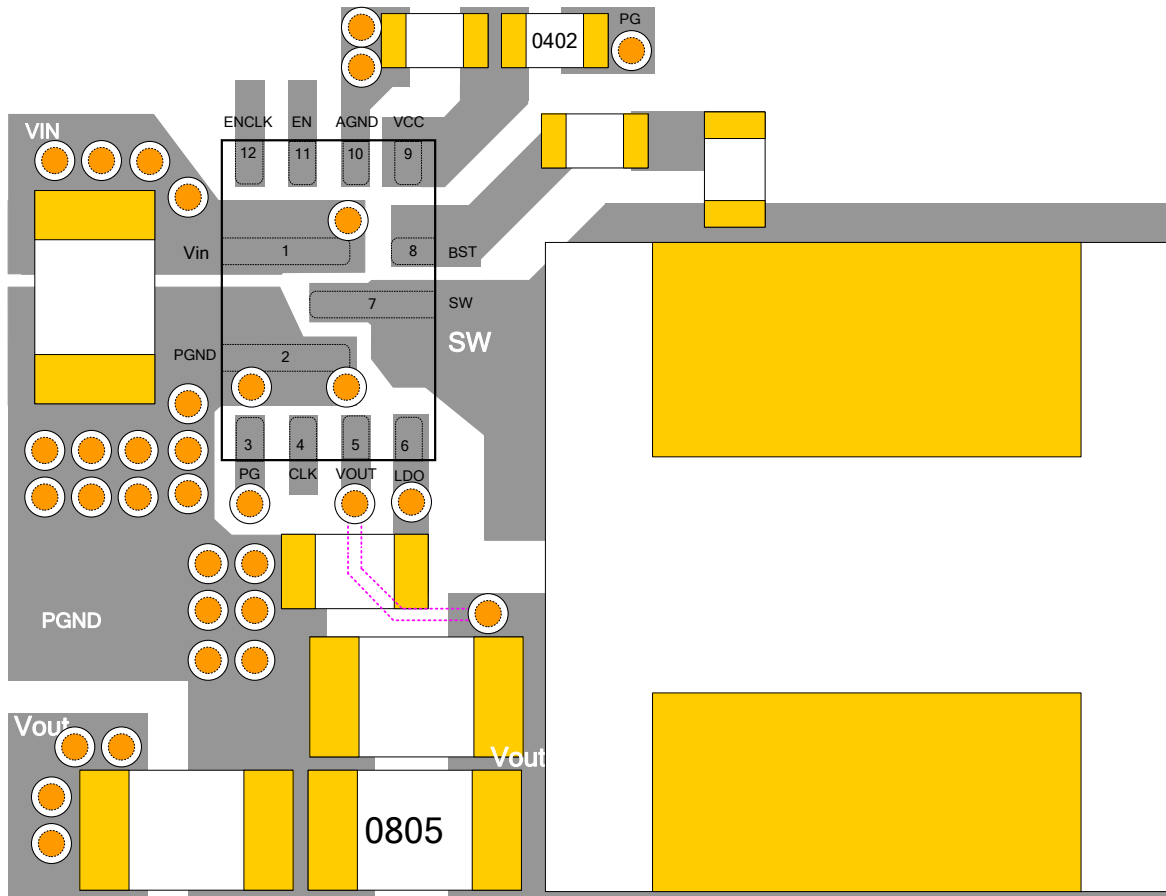 PG
0402
VIN
ENCLK
EN
AGND
VCC
12
11
10
9
Vin
1
8
BST
7
SW
SW
PGND
2
3
4
5
6
PG
CLK
VOUT
LDO
PGND
Vout
Vout
0805